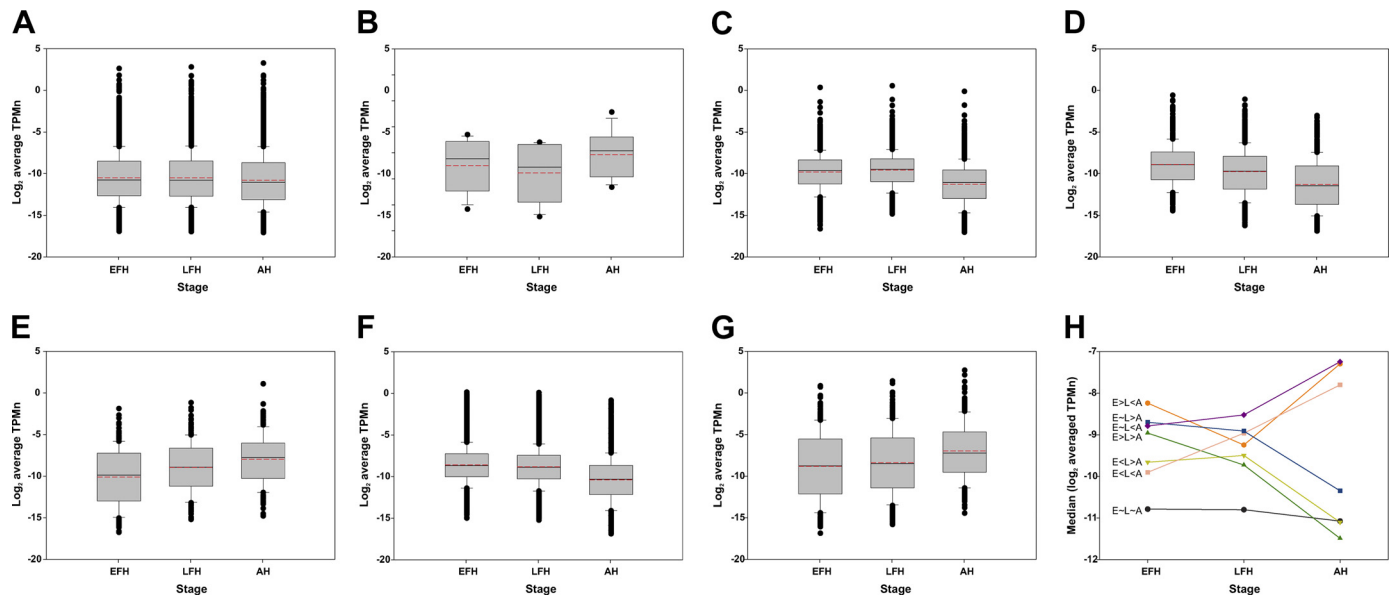 A
B
C
D
5
0
-5
-10
-15
-20
Log₂ average TPMn
EFH
LFH
AH
Stage
5
0
-5
-10
-15
-20
Log₂ average TPMn
EFH
LFH
AH
Stage
5
0
-5
-10
-15
-20
Log₂ average TPMn
EFH
LFH
AH
Stage
5
0
-5
-10
-15
-20
Log₂ average TPMn
EFH
LFH
AH
Stage
E
F
G
H
5
0
-5
-10
-15
-20
Log₂ average TPMn
EFH
LFH
AH
Stage
5
0
-5
-10
-15
-20
Log₂ average TPMn
EFH
LFH
AH
Stage
5
0
-5
-10
-15
-20
Log₂ average TPMn
EFH
LFH
AH
Stage
-7
-8
-9
-10
-11
-12
Median (log₂ averaged TPMn)
E>L<A
E~L>A
E~L<A
E>L>A
E<L>A
E<L<A
E~L~A
EFH
LFH
AH
Stage